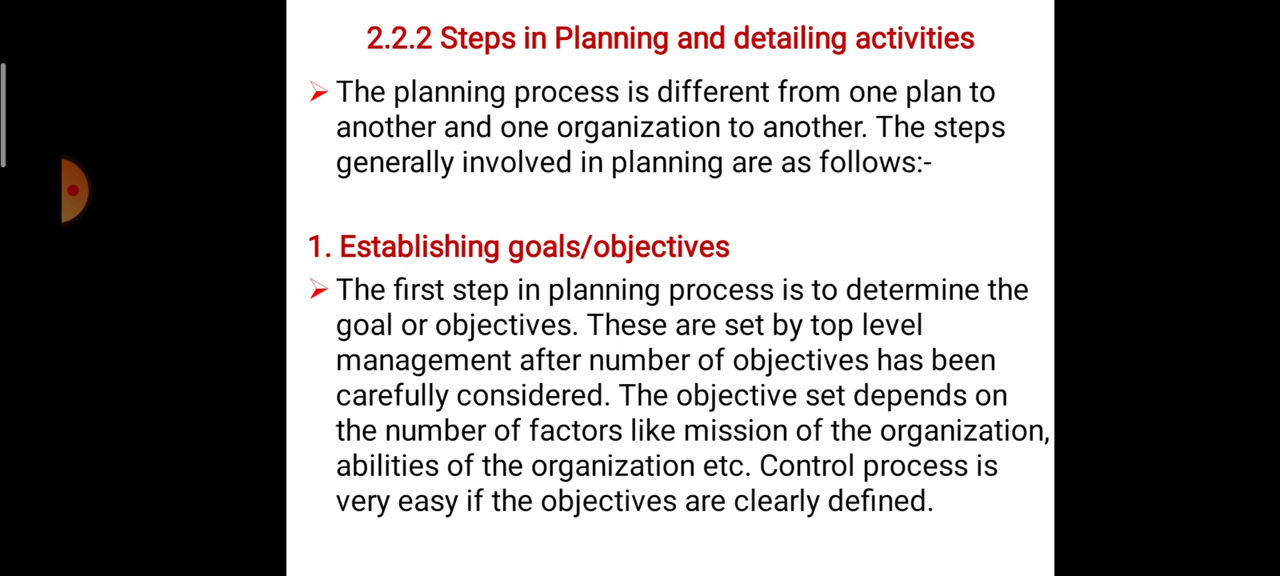 2.2.2 Steps in Planning and detailing activities
The planning process is different from one plan to
another and one organization to another. The steps
generally involved in planning are as follows:-
1. Establishing goals/objectives
The first step in planning process is to determine the
goal or objectives. These are set by top level
management after number of objectives has been
carefully considered. The objective set depends on
the number of factors like mission of the organization,
abilities of the organization etc. Control process is
very easy if the objectives are clearly defined.